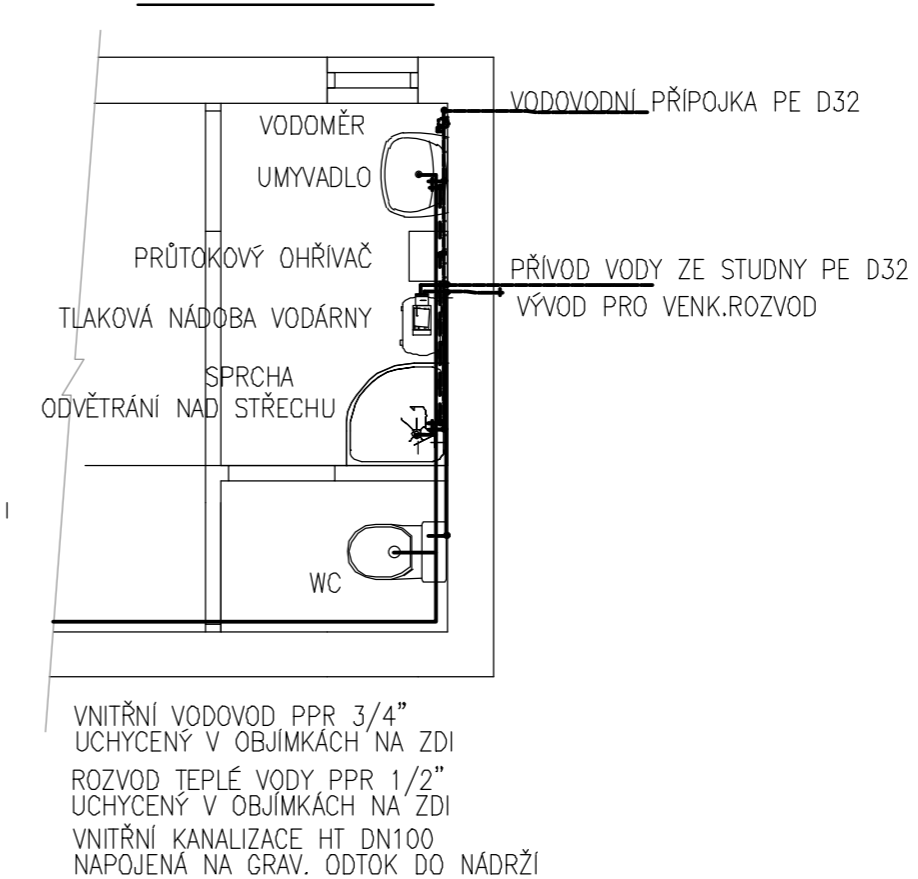 VODOVODNÍ PŘÍPOJKA PE D32
VODOMĚR
UMYVADLO
PRŮTOKOVÝ OHŘÍVAČ
PŘÍVOD VODY ZE STUDNY PE D32
VÝVOD PRO VENK.ROZVOD
TLAKOVÁ NÁDOBA VODÁRNY
SPRCHA
ODVĚTRÁNÍ NAD STŘECHU
WC
VNITŘNÍ VODOVOD PPR 3/4"
UCHYCENÝ V OBJÍMKÁCH NA ZDI
ROZVOD TEPLÉ VODY PPR 1/2"
UCHYCENÝ V OBJÍMKÁCH NA ZDI
VNITŘNÍ KANALIZACE HT DN100
NAPOJENÁ NA GRAV. ODTOK DO NÁDRŽÍ